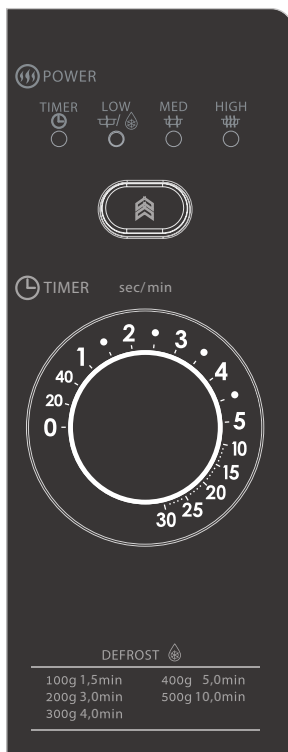 POWER
TIMER LOW MED HIGH
TIMER sec/min
0 20 40 1 2 3 4 5 10 15 20 25 30
DEFROST
100g 1,5min 400g 5,0min
200g 3,0min 500g 10,0min
300g 4,0min